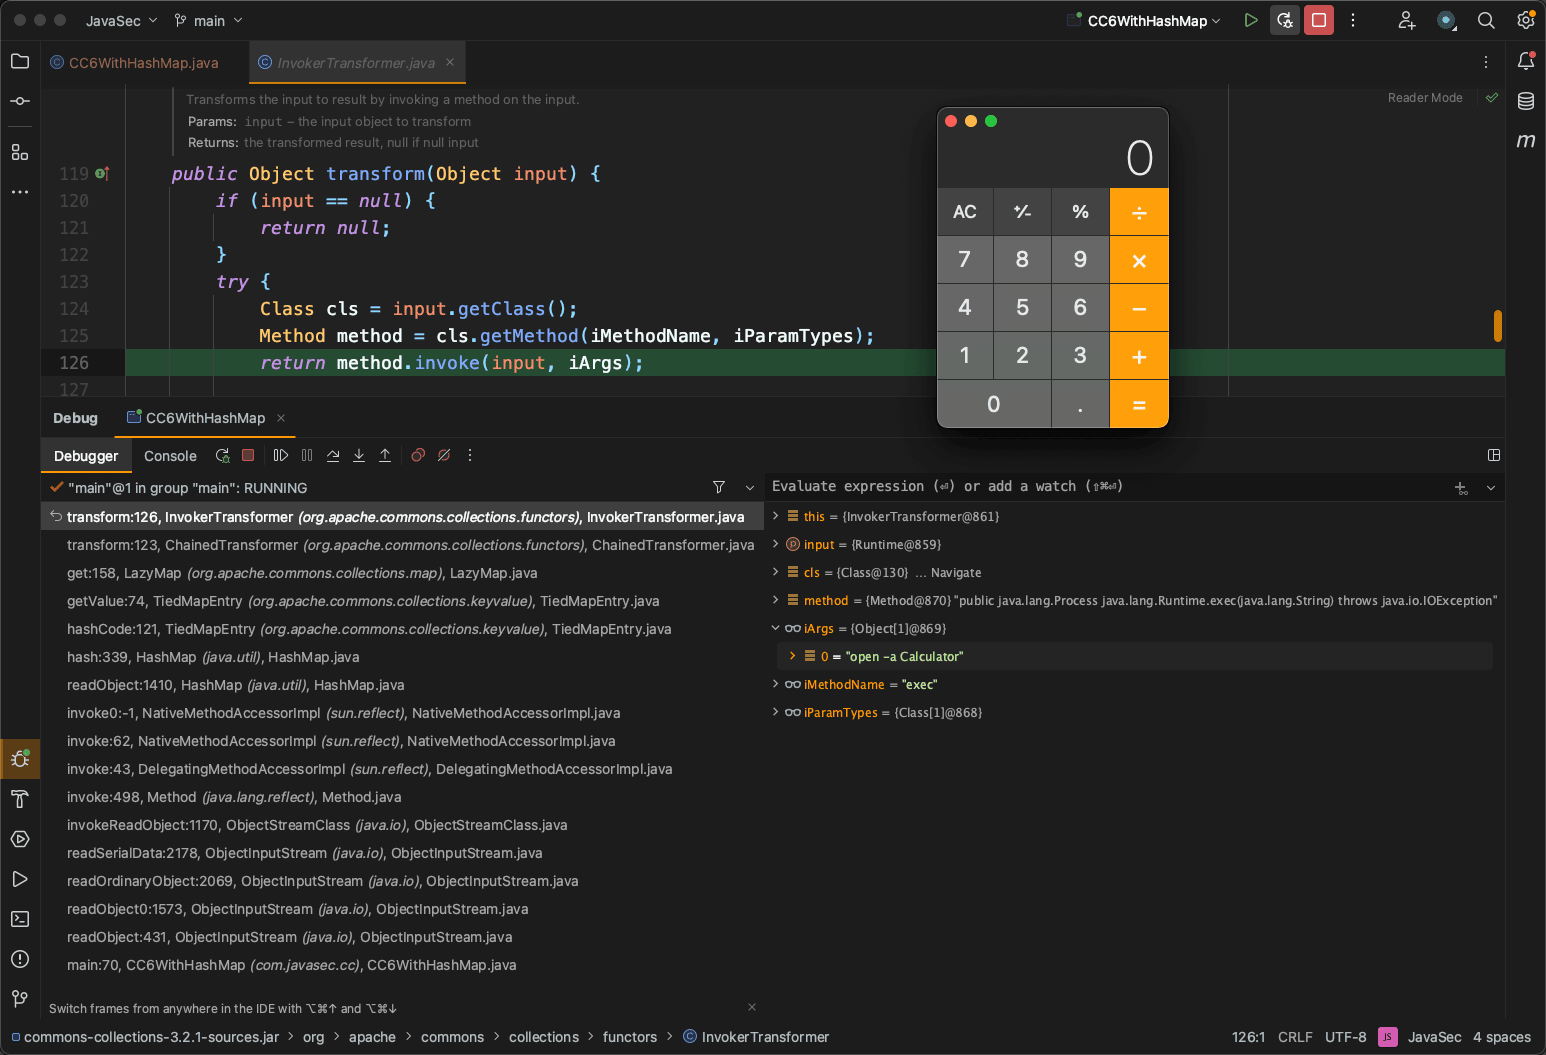 JavaSec
main
CC6WithHashMap
CC6WithHashMap.java
InvokerTransformer.java
Transforms the input to result by invoking a method on the input.
Params: input – the input object to transform
Returns: the transformed result, null if null input
Reader Mode
119 public Object transform(Object input) {
120 if (input == null) {
121 return null;
122 }
123 try {
124 Class cls = input.getClass();
125 Method method = cls.getMethod(iMethodName, iParamTypes);
126 return method.invoke(input, iArgs);
127
0
AC +⁄- % ÷
7 8 9 ×
4 5 6 −
1 2 3 +
0 . =
Debug
CC6WithHashMap
Debugger
Console
"main"@1 in group "main": RUNNING
transform:126, InvokerTransformer (org.apache.commons.collections.functors), InvokerTransformer.java
transform:123, ChainedTransformer (org.apache.commons.collections.functors), ChainedTransformer.java
get:158, LazyMap (org.apache.commons.collections.map), LazyMap.java
getValue:74, TiedMapEntry (org.apache.commons.collections.keyvalue), TiedMapEntry.java
hashCode:121, TiedMapEntry (org.apache.commons.collections.keyvalue), TiedMapEntry.java
hash:339, HashMap (java.util), HashMap.java
readObject:1410, HashMap (java.util), HashMap.java
invoke0:-1, NativeMethodAccessorImpl (sun.reflect), NativeMethodAccessorImpl.java
invoke:62, NativeMethodAccessorImpl (sun.reflect), NativeMethodAccessorImpl.java
invoke:43, DelegatingMethodAccessorImpl (sun.reflect), DelegatingMethodAccessorImpl.java
invoke:498, Method (java.lang.reflect), Method.java
invokeReadObject:1170, ObjectStreamClass (java.io), ObjectStreamClass.java
readSerialData:2178, ObjectInputStream (java.io), ObjectInputStream.java
readOrdinaryObject:2069, ObjectInputStream (java.io), ObjectInputStream.java
readObject0:1573, ObjectInputStream (java.io), ObjectInputStream.java
readObject:431, ObjectInputStream (java.io), ObjectInputStream.java
main:70, CC6WithHashMap (com.javasec.cc), CC6WithHashMap.java
Switch frames from anywhere in the IDE with ⌥⌘↑ and ⌥⌘↓
Evaluate expression (⏎) or add a watch (⇧⌘⏎)
this = {InvokerTransformer@861}
input = {Runtime@859}
cls = {Class@130} ... Navigate
method = {Method@870} "public java.lang.Process java.lang.Runtime.exec(java.lang.String) throws java.io.IOException"
iArgs = {Object[1]@869}
0 = "open -a Calculator"
iMethodName = "exec"
iParamTypes = {Class[1]@868}
commons-collections-3.2.1-sources.jar > org > apache > commons > collections > functors > InvokerTransformer
126:1 CRLF UTF-8 JS JavaSec 4 spaces